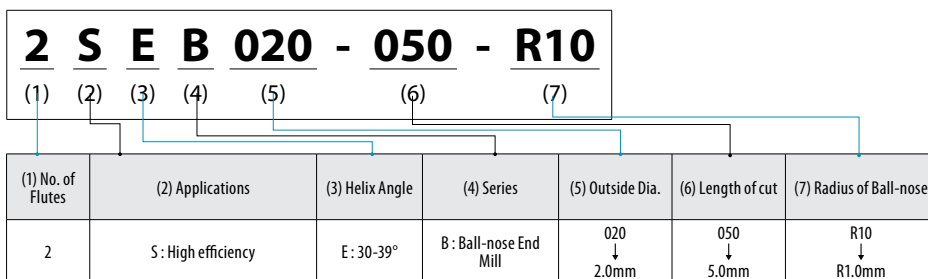 2 S E B 020 - 050 - R10
(1) (2) (3) (4) (5) (6) (7)
(1) No. of Flutes (2) Applications (3) Helix Angle (4) Series (5) Outside Dia. (6) Length of cut (7) Radius of Ball-nose
2 S : High efficiency E : 30-39° B : Ball-nose End Mill 020 ↓ 2.0mm 050 ↓ 5.0mm R10 ↓ R1.0mm